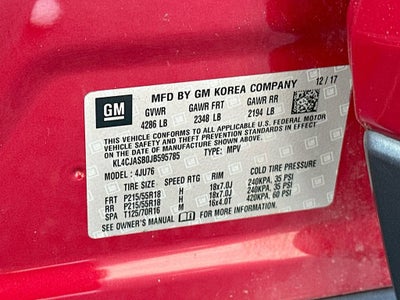 GM
MFD BY GM KOREA COMPANY 12/17
GVWR GAWR FRT GAWR RR
4286 LB 2348 LB 2194 LB
THIS VEHICLE CONFORMS TO ALL APPLICABLE U.S. FEDERAL MOTOR
VEHICLE SAFETY AND THEFT PREVENTION STANDARDS IN EFFECT
ON THE DATE OF MANUFACTURE SHOWN ABOVE.
KL4CJASB0JB595785 TYPE: MPV
MODEL: 4JU76
TIRE SIZE SPEED RIM COLD TIRE PRESSURE
FRT P215/55R18 H 18x7.0J 240KPA, 35 PSI
RR P215/55R18 H 18x7.0J 240KPA, 35 PSI
SPA T125/70R16 M 16x4.0T 420KPA, 60 PSI
SEE OWNER'S MANUAL FOR ADDITIONAL INFORMATION